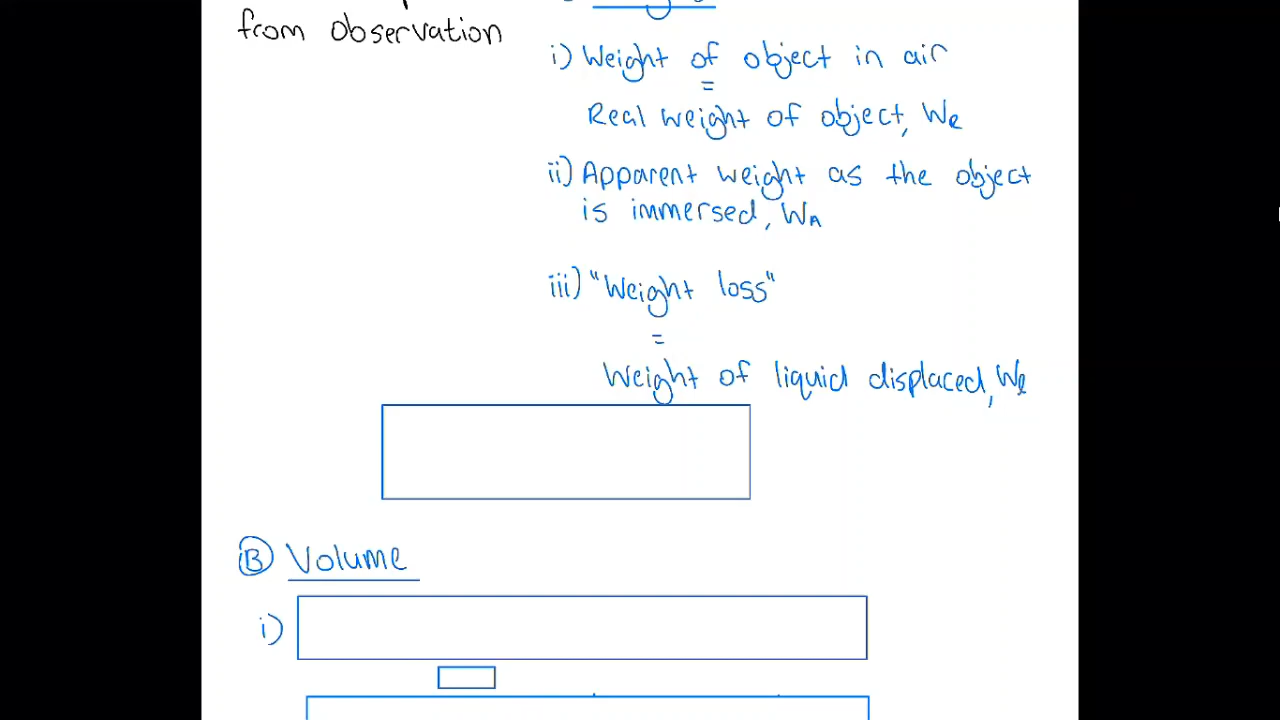 from observation
i) Weight of object in air
=
Real weight of object, WR
ii) Apparent weight as the object
is immersed, WA
iii) "Weight loss"
=
Weight of liquid displaced, Wl
B Volume
i)